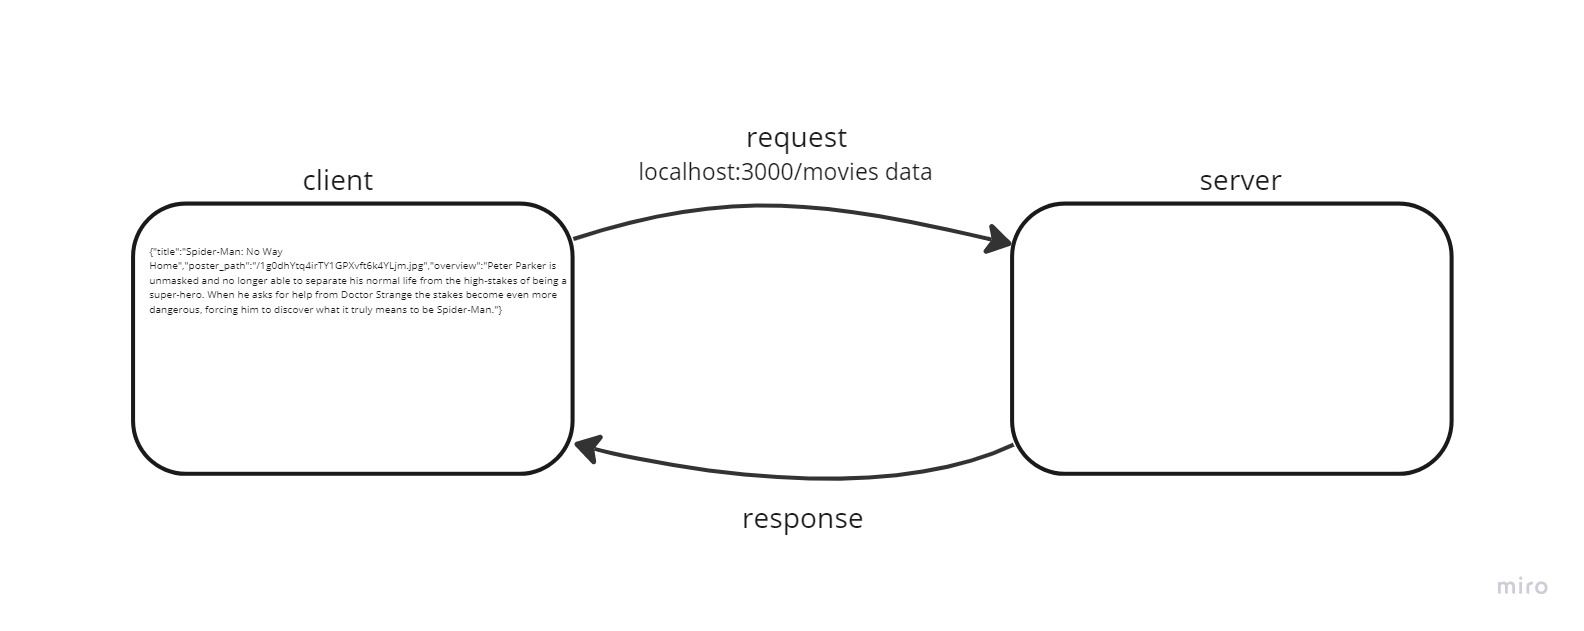 request
localhost:3000/movies data
client
server
{"title":"Spider-Man: No Way
Home","poster_path":"/1g0dhYtq4irTY1GPXvft6k4YLjm.jpg","overview":"Peter Parker is
unmasked and no longer able to separate his normal life from the high-stakes of being a
super-hero. When he asks for help from Doctor Strange the stakes become even more
dangerous, forcing him to discover what it truly means to be Spider-Man."}
response
miro